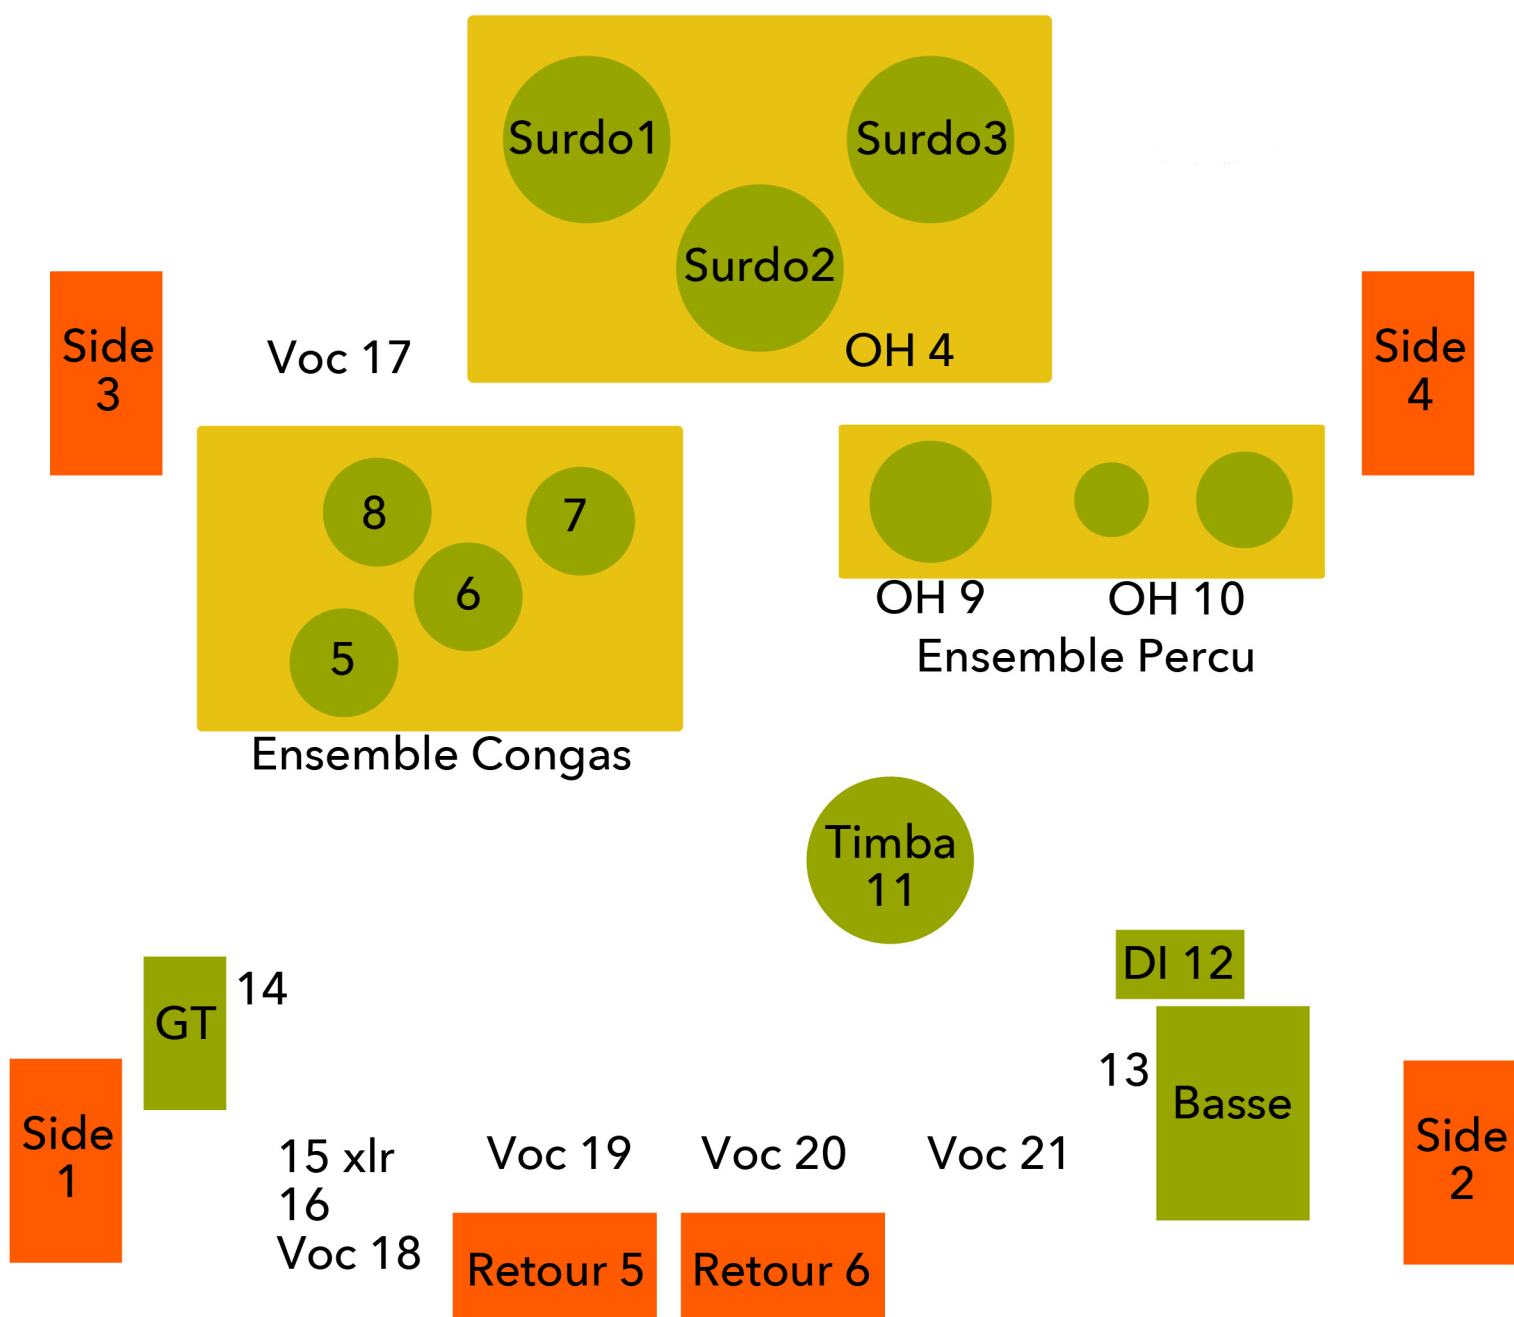 Surdo1
Surdo3
Surdo2
OH 4
Side
3
Voc 17
Side
4
8
7
6
5
OH 9
OH 10
Ensemble Percu
Ensemble Congas
Timba
11
DI 12
14
GT
13
Basse
Side
1
15 xlr
16
Voc 18
Voc 19
Voc 20
Voc 21
Side
2
Retour 5
Retour 6